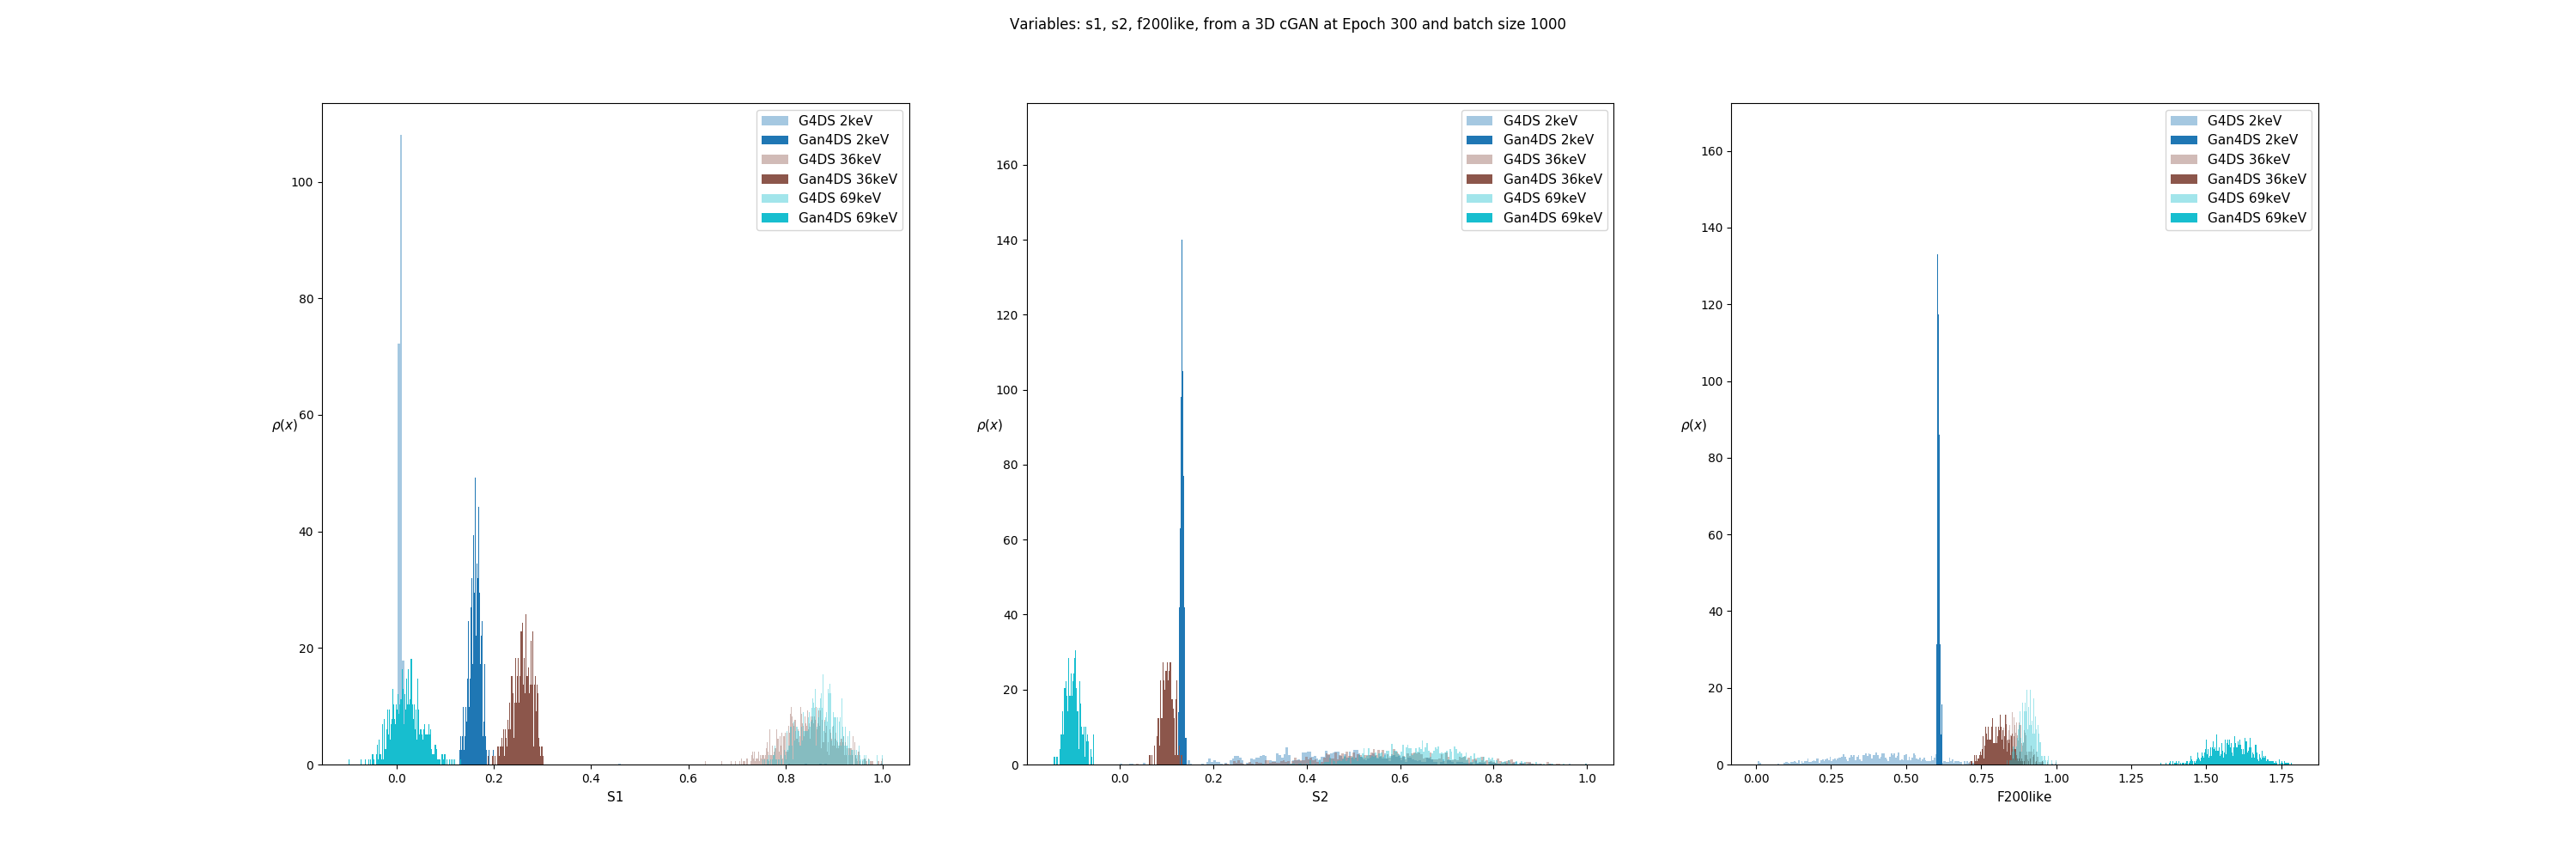 Variables: s1, s2, f200like, from a 3D cGAN at Epoch 300 and batch size 1000
G4DS 2keV
Gan4DS 2keV
G4DS 36keV
Gan4DS 36keV
G4DS 69keV
Gan4DS 69keV
100
80
60
40
20
0
ρ(x)
0.0 0.2 0.4 0.6 0.8 1.0
S1
G4DS 2keV
Gan4DS 2keV
G4DS 36keV
Gan4DS 36keV
G4DS 69keV
Gan4DS 69keV
160
140
120
100
80
60
40
20
0
ρ(x)
0.0 0.2 0.4 0.6 0.8 1.0
S2
G4DS 2keV
Gan4DS 2keV
G4DS 36keV
Gan4DS 36keV
G4DS 69keV
Gan4DS 69keV
160
140
120
100
80
60
40
20
0
ρ(x)
0.00 0.25 0.50 0.75 1.00 1.25 1.50 1.75
F200like